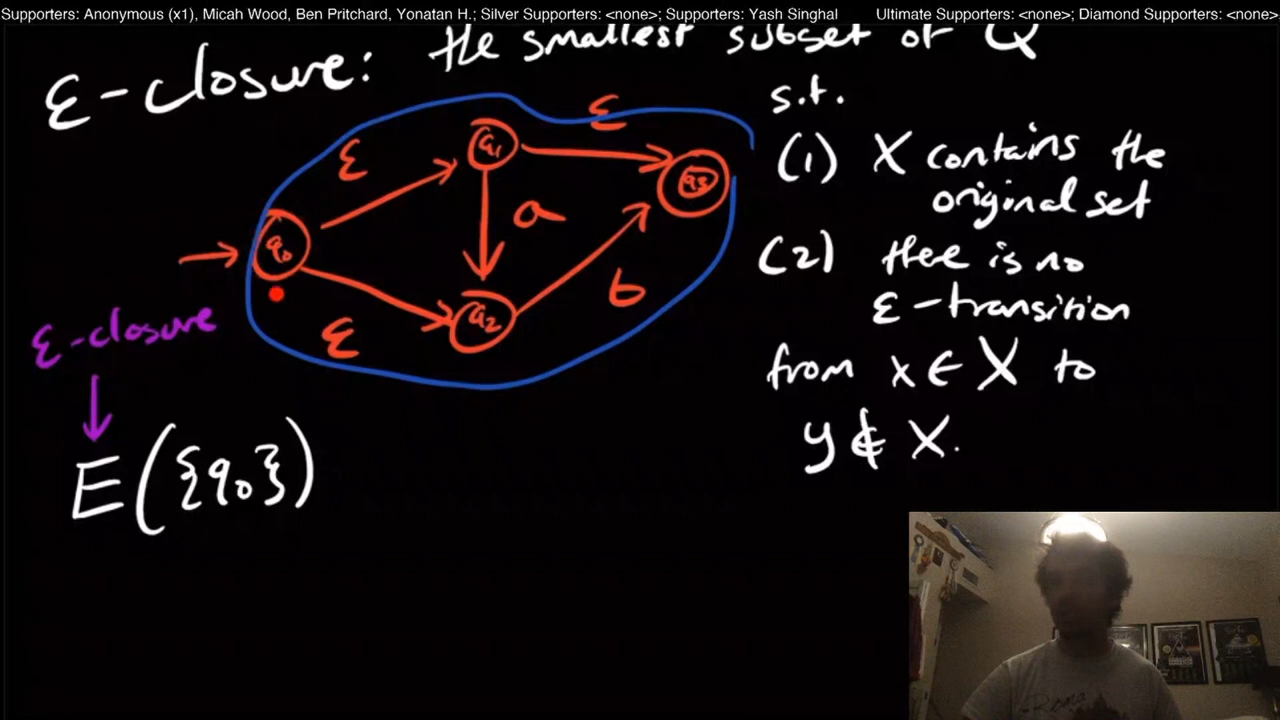 Supporters: Anonymous (x1), Micah Wood, Ben Pritchard, Yonatan H.; Silver Supporters: <none>; Supporters: Yash Singhal Ultimate Supporters: <none>; Diamond Supporters: <none>;
ε-closure: the smallest subset of Q
s.t.
(1) X contains the
original set
(2) there is no
ε-transition
from x ∈ X to
y ∉ X.
ε
ε
q1
q3
a
q0
b
q2
ε
ε-closure
E({q0})